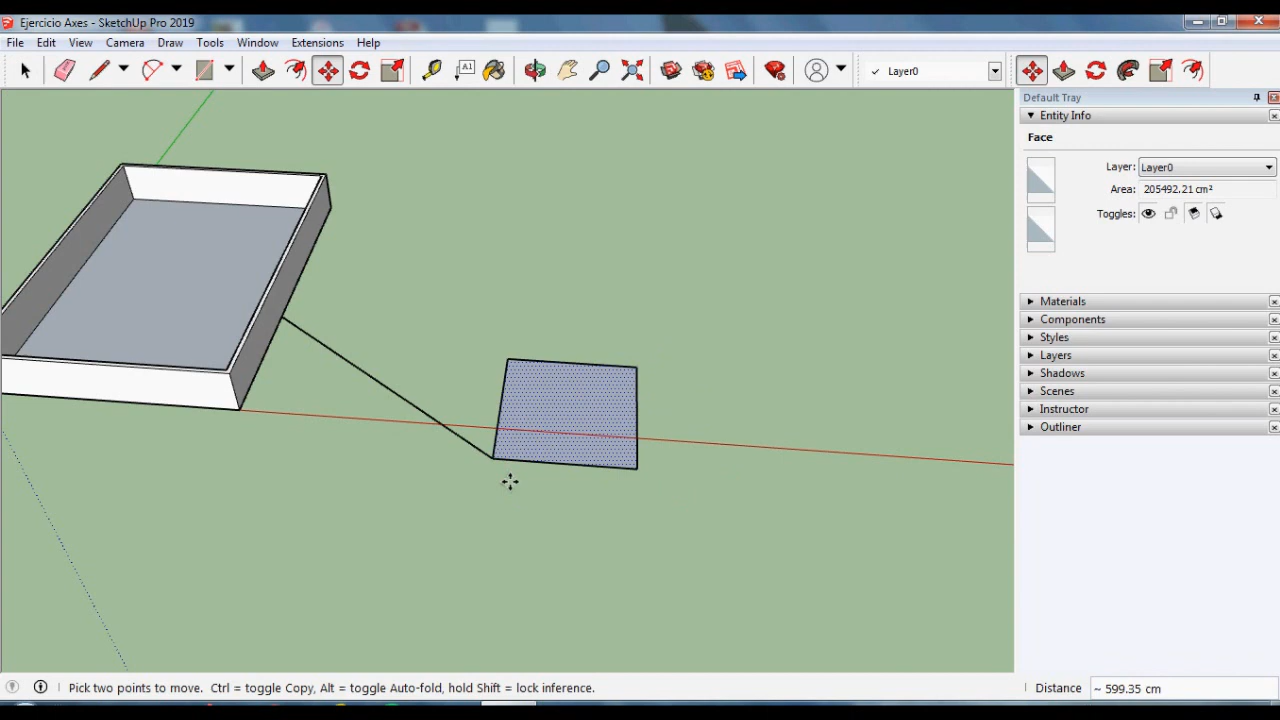 Ejercicio Axes - SketchUp Pro 2019
File Edit View Camera Draw Tools Window Extensions Help
A1
Layer0
Default Tray
Entity Info
Face
Layer: Layer0
Area: 205492,21 cm²
Toggles:
Materials
Components
Styles
Layers
Shadows
Scenes
Instructor
Outliner
Pick two points to move. Ctrl = toggle Copy, Alt = toggle Auto-fold, hold Shift = lock inference.
Distance ~ 599.35 cm